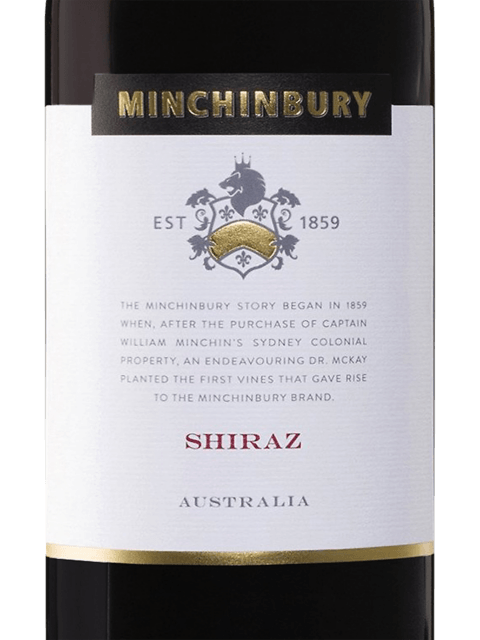 MINCHINBURY
EST 1859
THE MINCHINBURY STORY BEGAN IN 1859
WHEN, AFTER THE PURCHASE OF CAPTAIN
WILLIAM MINCHIN'S SYDNEY COLONIAL
PROPERTY, AN ENDEAVOURING DR. MCKAY
PLANTED THE FIRST VINES THAT GAVE RISE
TO THE MINCHINBURY BRAND.
SHIRAZ
AUSTRALIA